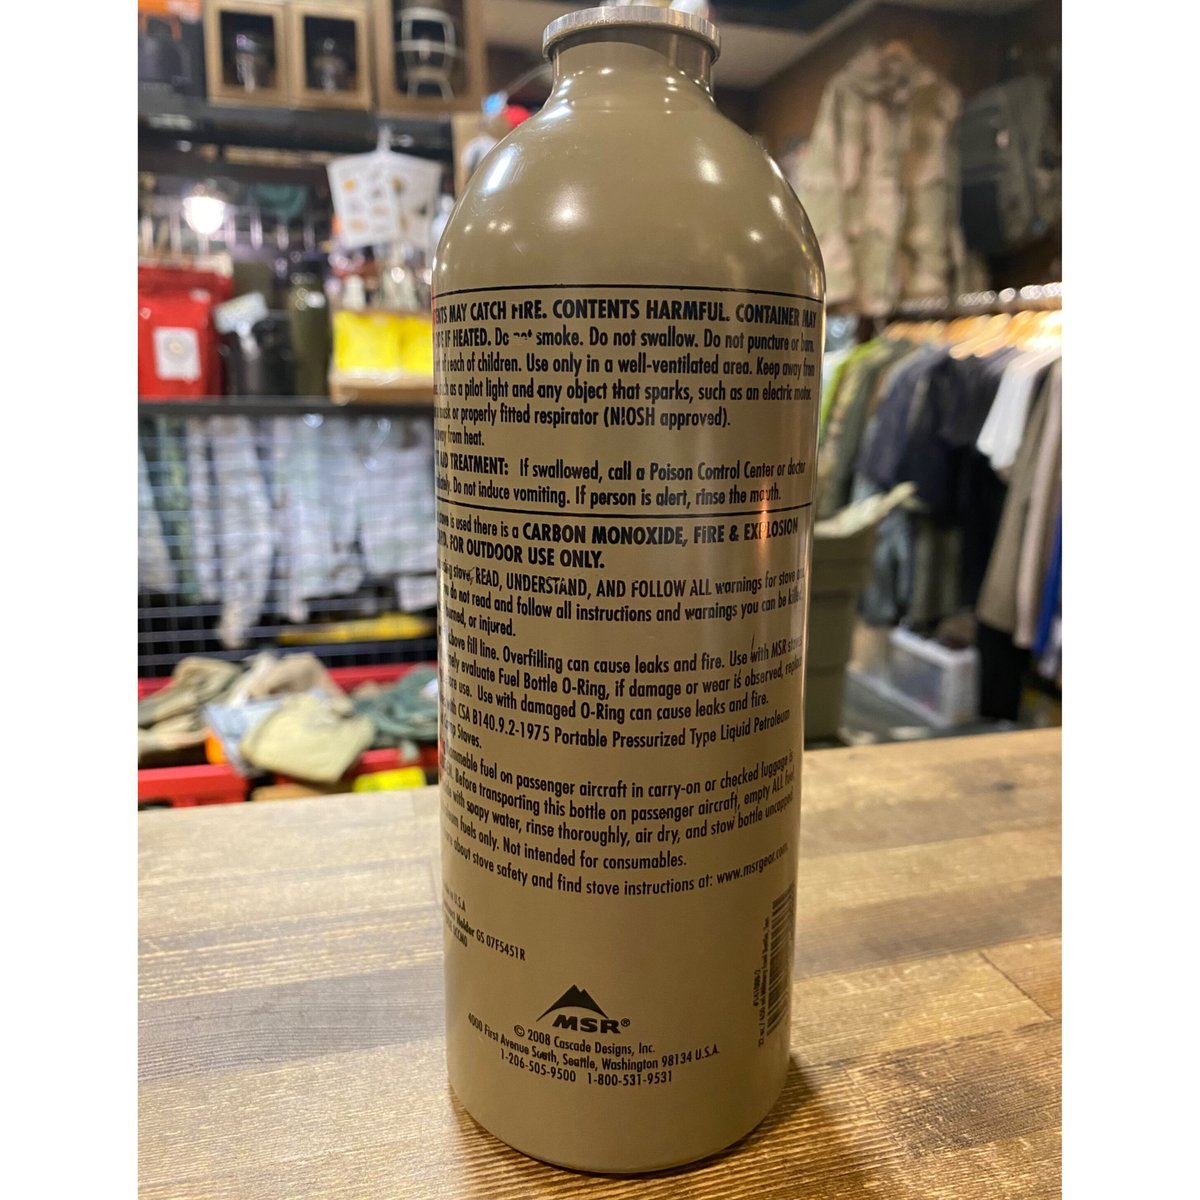 MAY CATCH FIRE. CONTENTS HARMFUL. CONTAINER MAY
IF HEATED. Do not smoke. Do not swallow. Do not puncture or burn.
reach of children. Use only in a well-ventilated area. Keep away from
such as a pilot light and any object that sparks, such as an electric motor.
mask or properly fitted respirator (NIOSH approved).
away from heat.
AID TREATMENT: If swallowed, call a Poison Control Center or doctor
Do not induce vomiting. If person is alert, rinse the mouth.
stove is used there is a CARBON MONOXIDE, FIRE & EXPLOSION
FOR OUTDOOR USE ONLY.
stove, READ, UNDERSTAND, AND FOLLOW ALL warnings for stove
do not read and follow all instructions and warnings you can be killed,
burned, or injured.
above fill line. Overfilling can cause leaks and fire. Use with MSR
evaluate Fuel Bottle O-Ring, if damage or wear is observed, replace
use. Use with damaged O-Ring can cause leaks and fire.
with CSA B140.9.2-1975 Portable Pressurized Type Liquid Petroleum
Camp Stoves.
fuel on passenger aircraft in carry-on or checked luggage is
Before transporting this bottle on passenger aircraft, empty ALL fuel,
with soapy water, rinse thoroughly, air dry, and stow bottle uncapped.
fuels only. Not intended for consumables.
about stove safety and find stove instructions at: www.msrgear.com.
in U.S.A
Holder GS 07F5451R
MSR®
© 2008 Cascade Designs, Inc.
4000 First Avenue South, Seattle, Washington 98134 U.S.A.
1-206-505-9500 1-800-531-9531